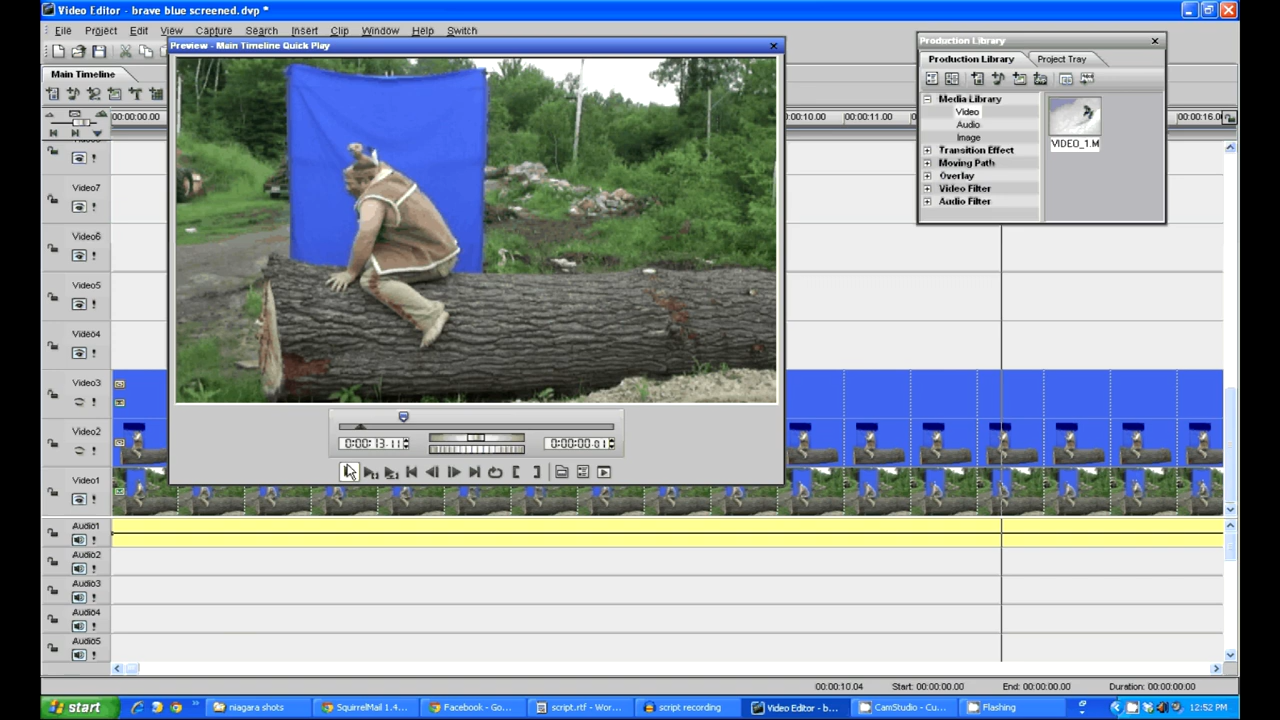 Video Editor - brave blue screened.dvp *
File Project Edit View Capture Search Insert Clip Window Help Switch
Preview - Main Timeline Quick Play
Production Library
Production Library Project Tray
Main Timeline
Media Library
Video
Audio
Image
Transition Effect
Moving Path
Overlay
Video Filter
Audio Filter
VIDEO_1.M
00:00:00.00
:00:10.00
00:00:11.00
00:00:16.0
Video7
Video6
Video5
Video4
Video3
Video2
Video1
0:00:13.11
0:00:00.01
Audio1
Audio2
Audio3
Audio4
Audio5
00:00:10.04 Start: 00:00:00.00 End: 00:00:00.00 Duration: 00:00:00.00
start
niagara shots
SquirrelMail 1.4...
Facebook - Go...
script.rtf - Wor...
script recording
Video Editor - b...
CamStudio - Cu...
Flashing
12:52 PM